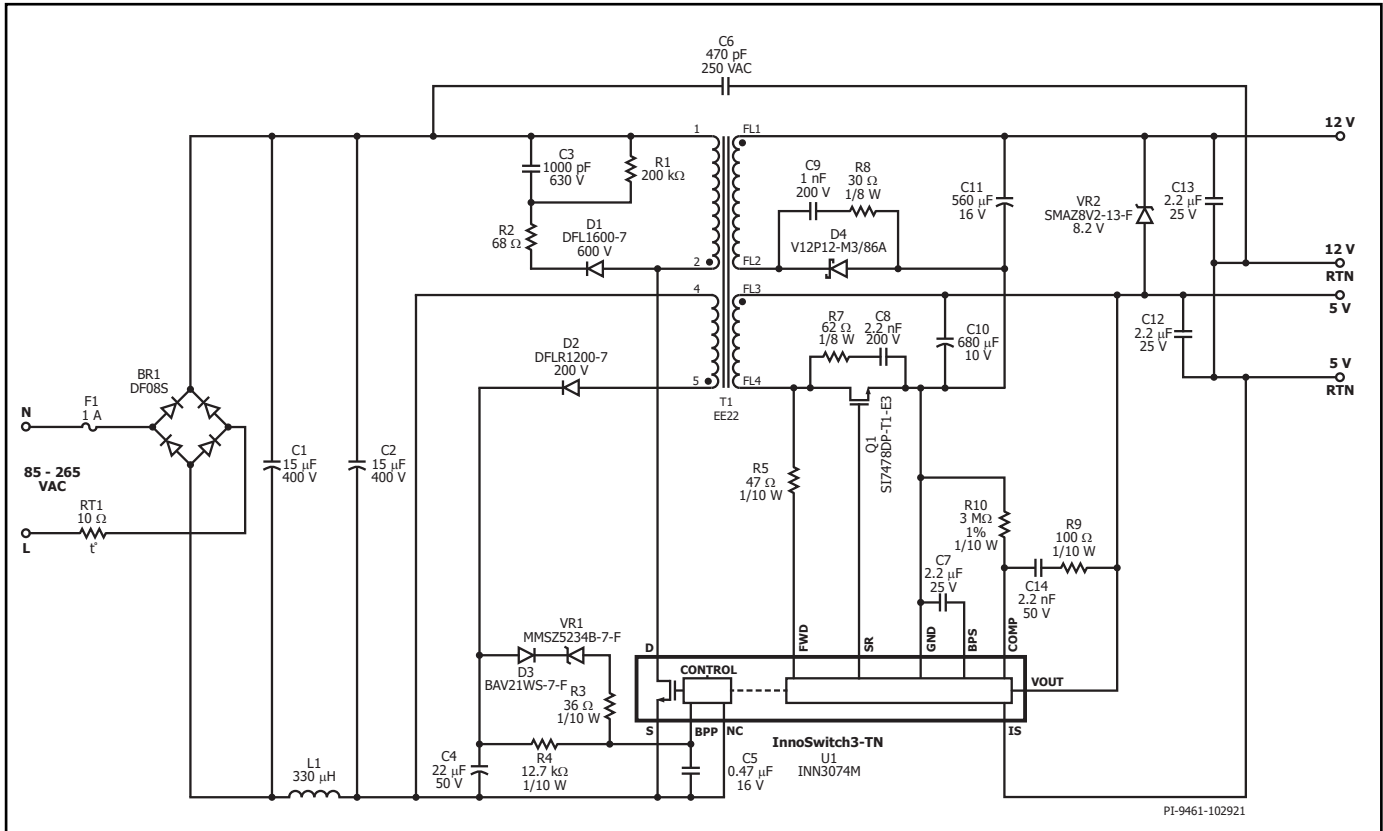 C6
470 pF
250 VAC
12 V
1
FL1
C3
1000 pF
630 V
R1
200 kΩ
C9
1 nF
200 V
R8
30 Ω
1/8 W
C11
560 µF
16 V
VR2
SMAZ8V2-13-F
8.2 V
C13
2.2 µF
25 V
R2
68 Ω
D1
DFL1600-7
600 V
D4
V12P12-M3/86A
2
FL2
12 V
RTN
4
FL3
5 V
R7
62 Ω
1/8 W
C8
2.2 nF
200 V
C10
680 µF
10 V
C12
2.2 µF
25 V
D2
DFLR1200-7
200 V
5
FL4
5 V
RTN
T1
EE22
BR1
DF08S
N
F1
1 A
Q1
SI7478DP-T1-E3
C1
15 µF
400 V
C2
15 µF
400 V
85 - 265
VAC
R5
47 Ω
1/10 W
RT1
10 Ω
t°
L
R10
3 MΩ
1%
1/10 W
R9
100 Ω
1/10 W
C7
2.2 µF
25 V
C14
2.2 nF
50 V
VR1
MMSZ5234B-7-F
D3
BAV21WS-7-F
D
FWD
SR
GND
BPS
COMP
CONTROL
VOUT
R3
36 Ω
1/10 W
S
BPP
NC
IS
InnoSwitch3-TN
U1
INN3074M
C4
22 µF
50 V
R4
12.7 kΩ
1/10 W
C5
0.47 µF
16 V
L1
330 µH
PI-9461-102921